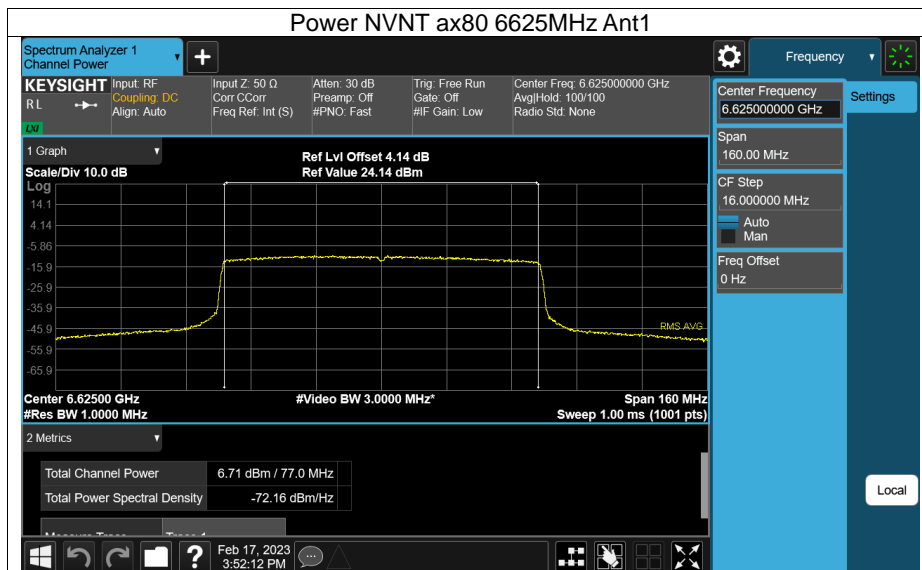 Power NVNT ax80 6625MHz Ant1
Spectrum Analyzer 1
Channel Power
+
Frequency
KEYSIGHT
R L
LXI
Input: RF
Coupling: DC
Align: Auto
Input Z: 50 Ω
Corr CCorr
Freq Ref: Int (S)
Atten: 30 dB
Preamp: Off
#PNO: Fast
Trig: Free Run
Gate: Off
#IF Gain: Low
Center Freq: 6.625000000 GHz
Avg|Hold: 100/100
Radio Std: None
Center Frequency
6.625000000 GHz
Settings
Span
160.00 MHz
CF Step
16.000000 MHz
Auto
Man
Freq Offset
0 Hz
Local
1 Graph
Scale/Div 10.0 dB
Ref Lvl Offset 4.14 dB
Ref Value 24.14 dBm
Log
14.1
4.14
-5.86
-15.9
-25.9
-35.9
-45.9
-55.9
-65.9
RMS AVG
Center 6.62500 GHz
#Video BW 3.0000 MHz*
Span 160 MHz
#Res BW 1.0000 MHz
Sweep 1.00 ms (1001 pts)
2 Metrics
Total Channel Power 6.71 dBm / 77.0 MHz
Total Power Spectral Density -72.16 dBm/Hz
Measure Trace Trace 1
?
Feb 17, 2023
3:52:12 PM